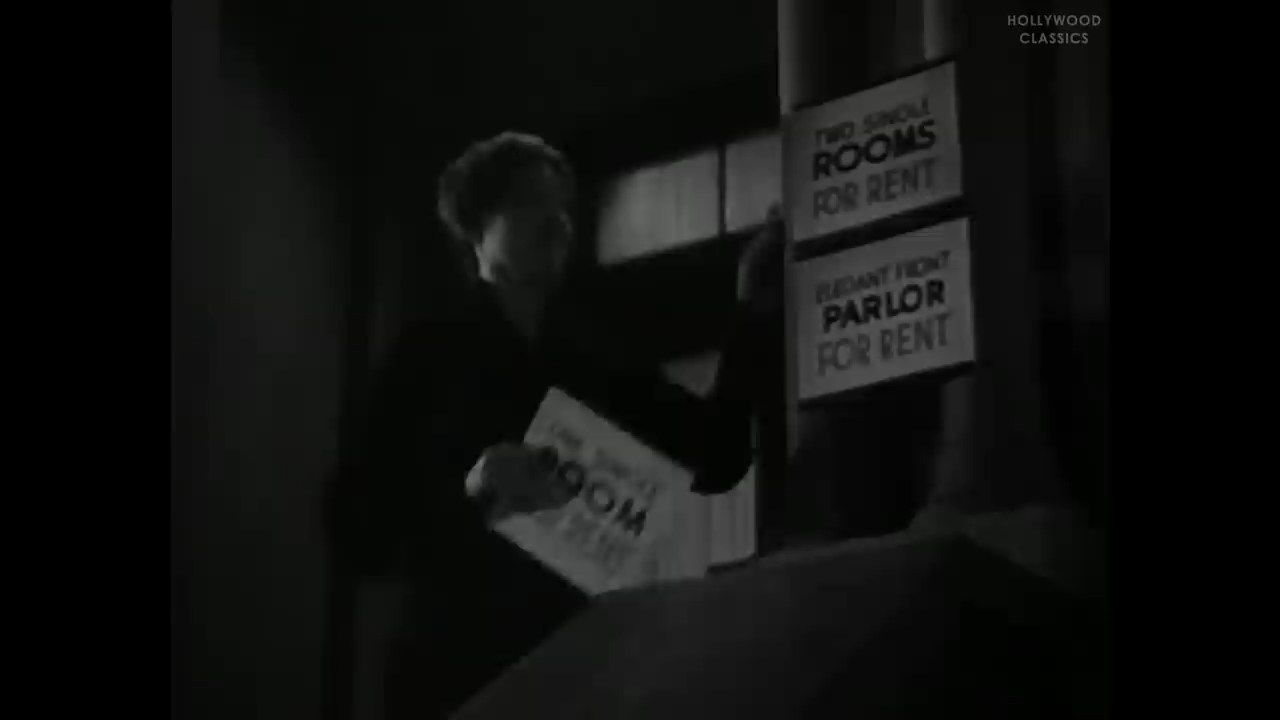 HOLLYWOOD
CLASSICS
TWO SINGLE
ROOMS
FOR RENT
ELEGANT FRONT
PARLOR
FOR RENT
ROOM